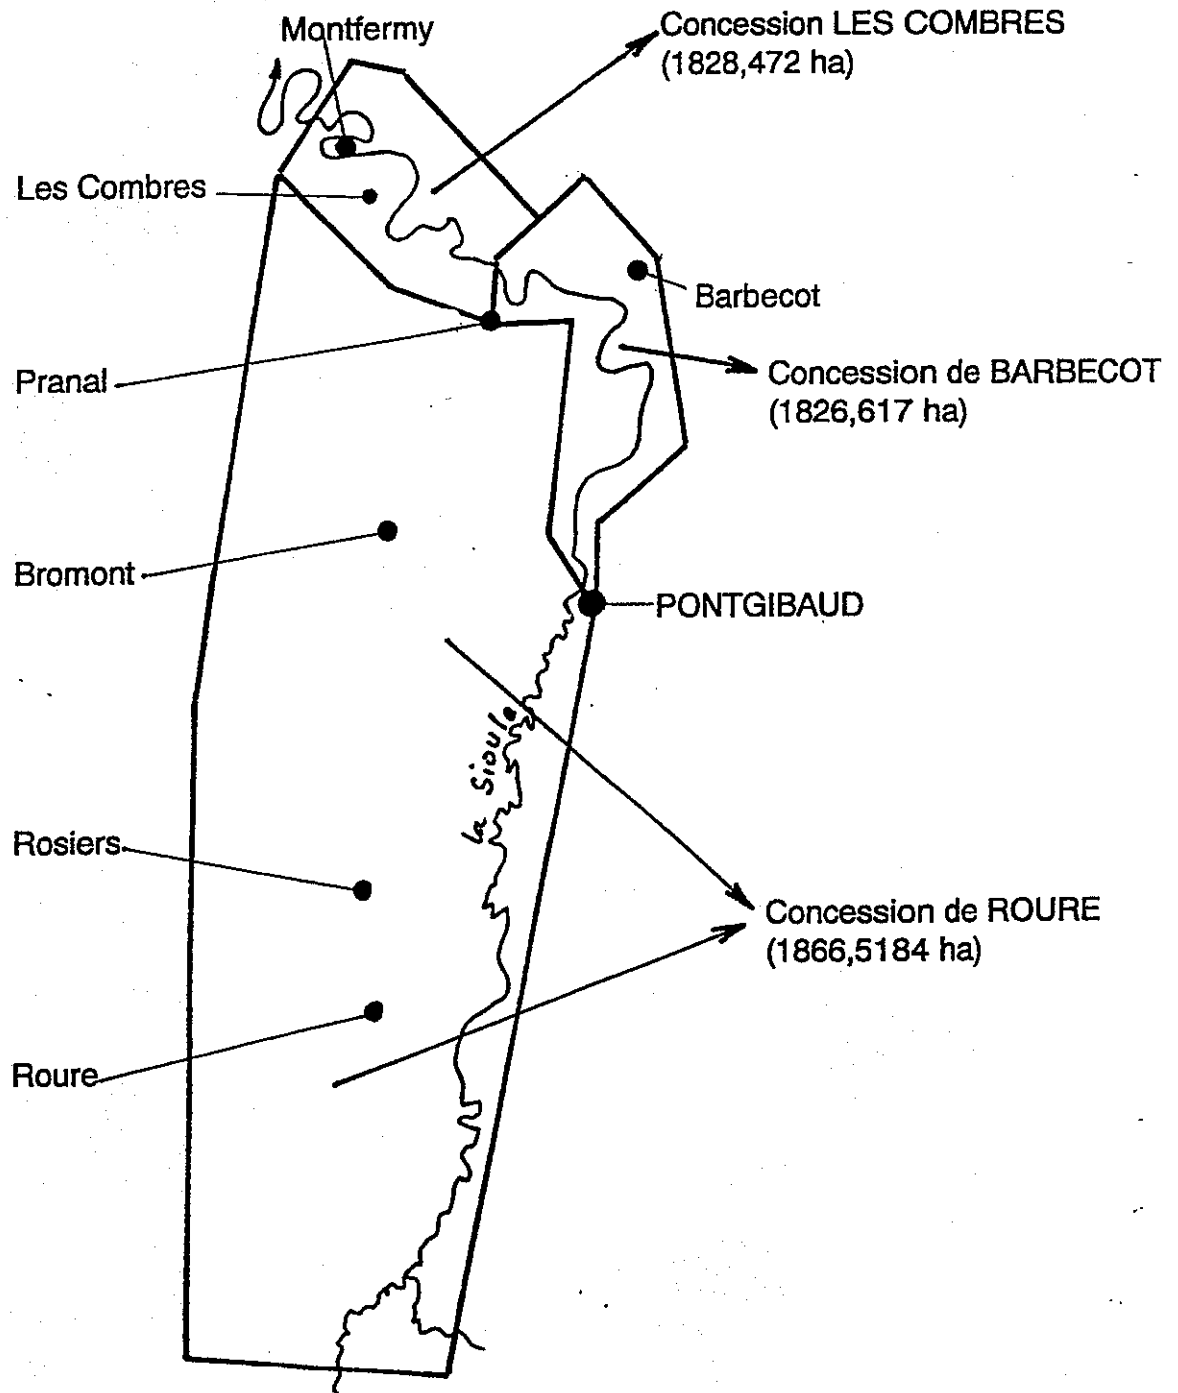 Montfermy
Concession LES COMBRES
(1828,472 ha)
Les Combres
Barbecot
Pranal
Concession de BARBECOT
(1826,617 ha)
Bromont
PONTGIBAUD
la Sioule
Rosiers
Concession de ROURE
(1866,5184 ha)
Roure